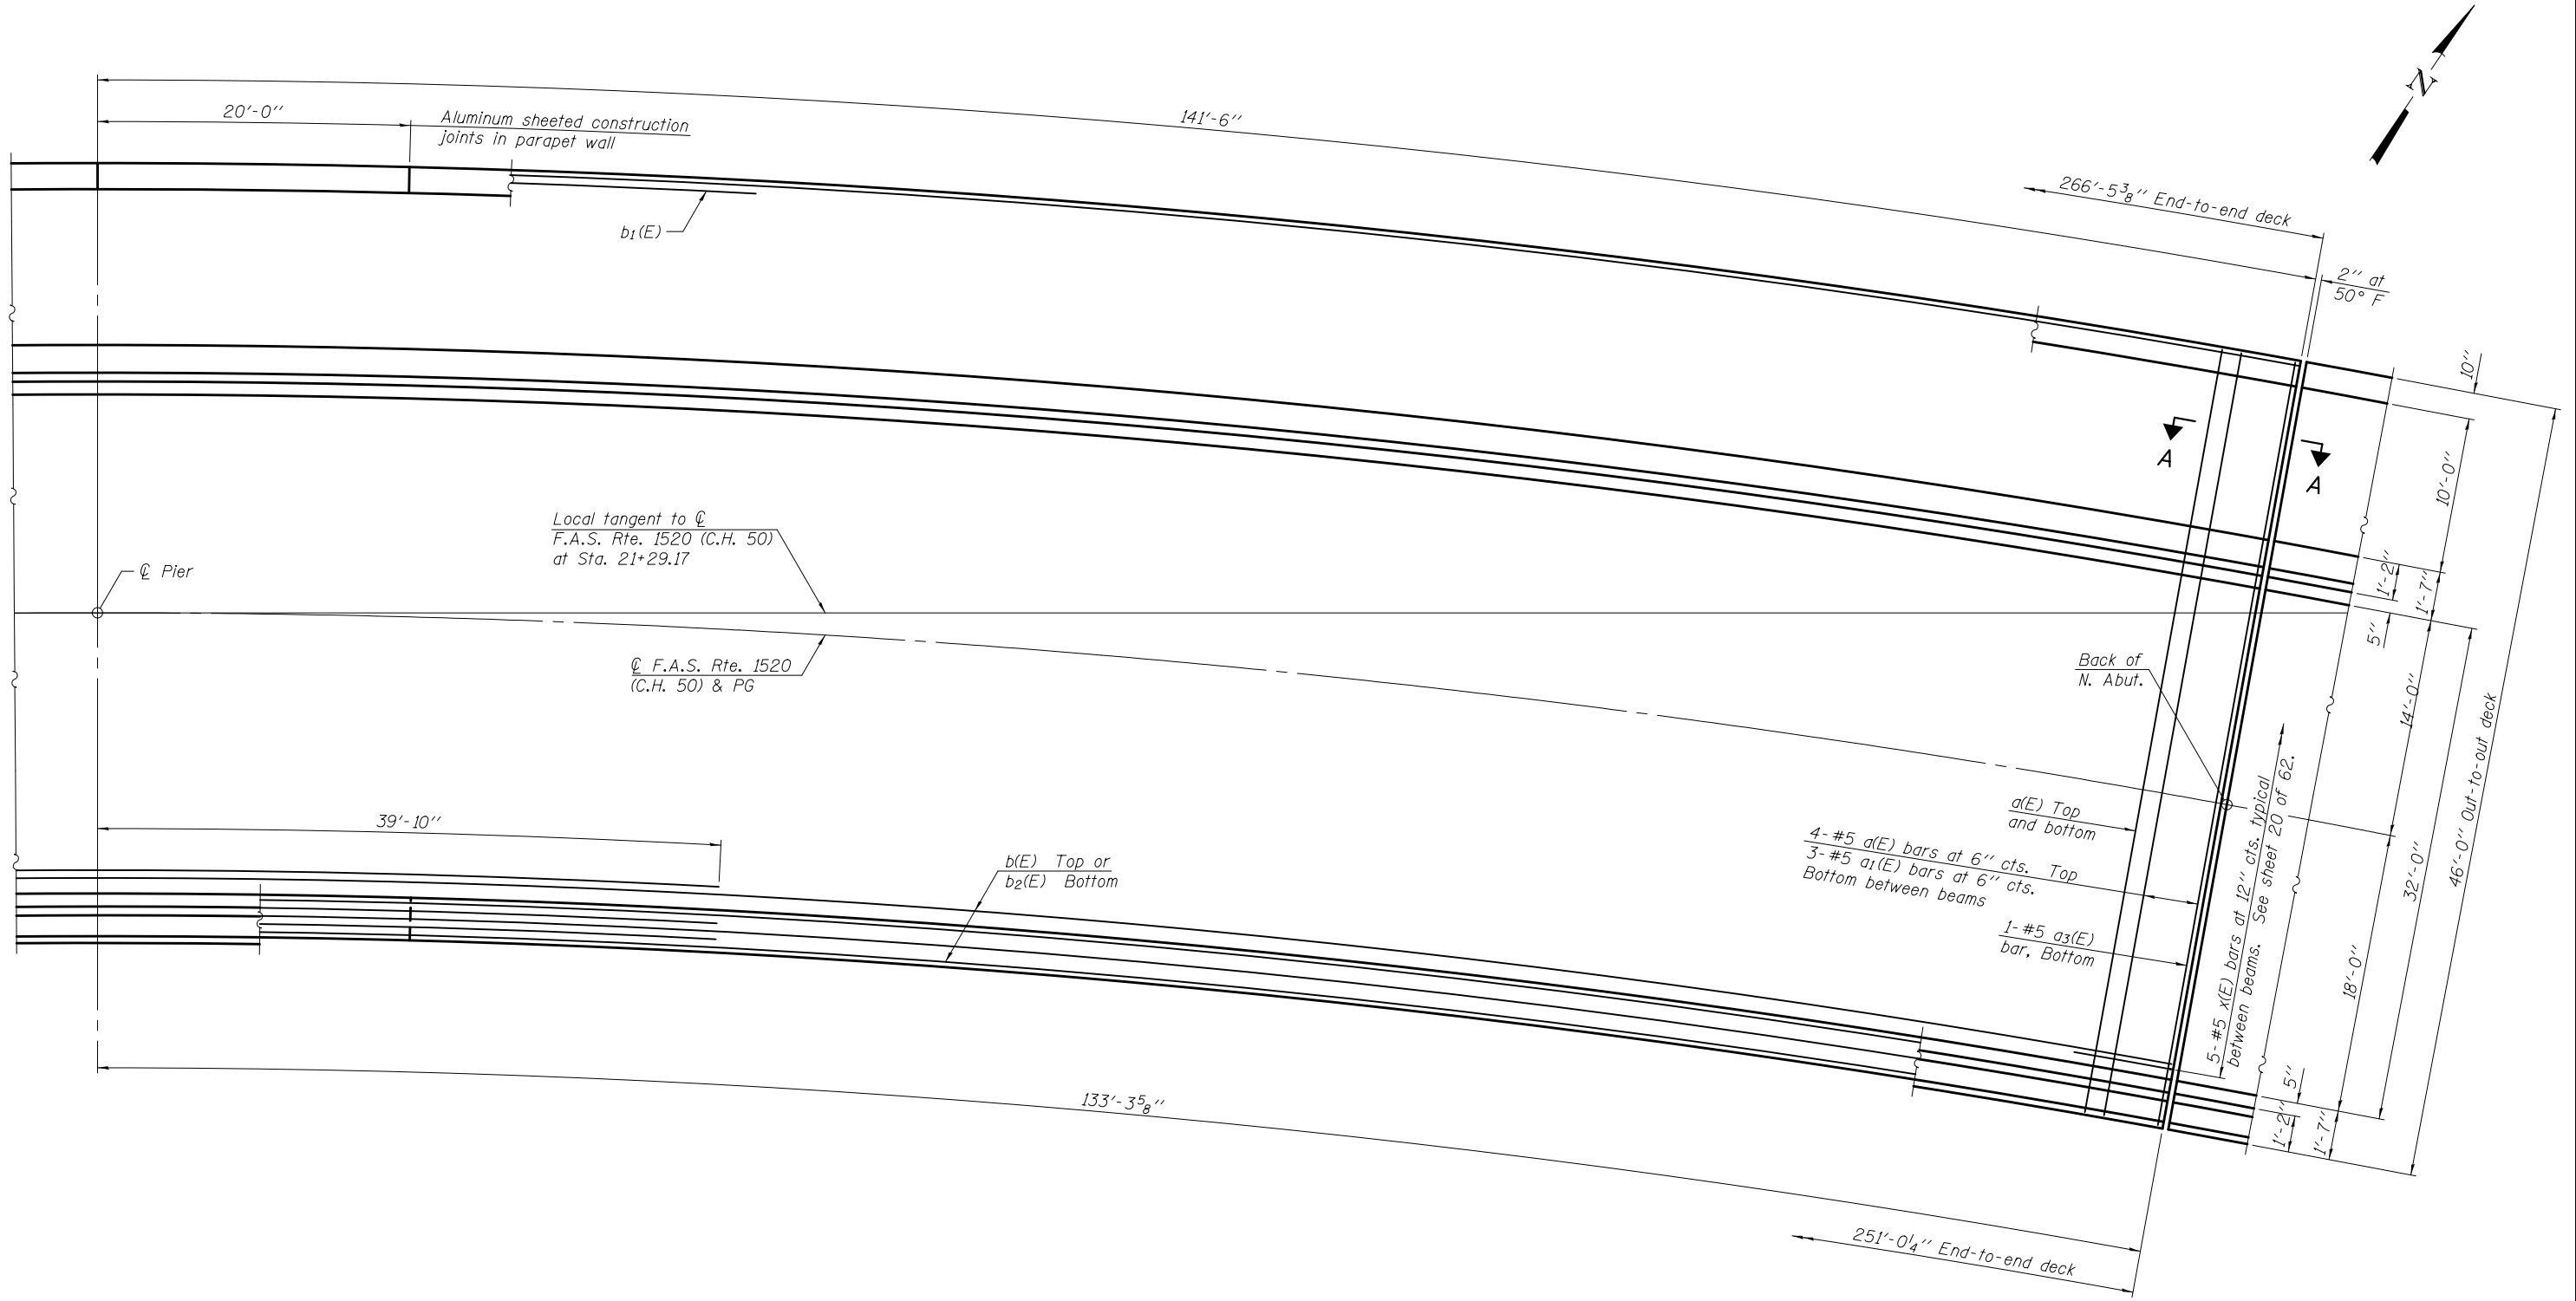 N
141'-6"
20'-0"
Aluminum sheeted construction
joints in parapet wall
266'-5 3/8" End-to-end deck
b1(E)
2" at
50° F
10"
A
A
10'-0"
Local tangent to ℄
F.A.S. Rte. 1520 (C.H. 50)
at Sta. 21+29.17
℄ Pier
1'-2"
1'-7"
5"
℄ F.A.S. Rte. 1520
(C.H. 50) & PG
Back of
N. Abut.
14'-0"
46'-0" Out-to-out deck
39'-10"
a(E) Top
and bottom
4-#5 a(E) bars at 6" cts. Top
3-#5 a1(E) bars at 6" cts.
Bottom between beams
b(E) Top or
b2(E) Bottom
32'-0"
1-#5 a3(E)
bar, Bottom
5-#5 x(E) bars at 12" cts. typical
between beams. See sheet 20 of 62.
18'-0"
133'-3 5/8"
5"
1'-2"
1'-7"
251'-0 1/4" End-to-end deck